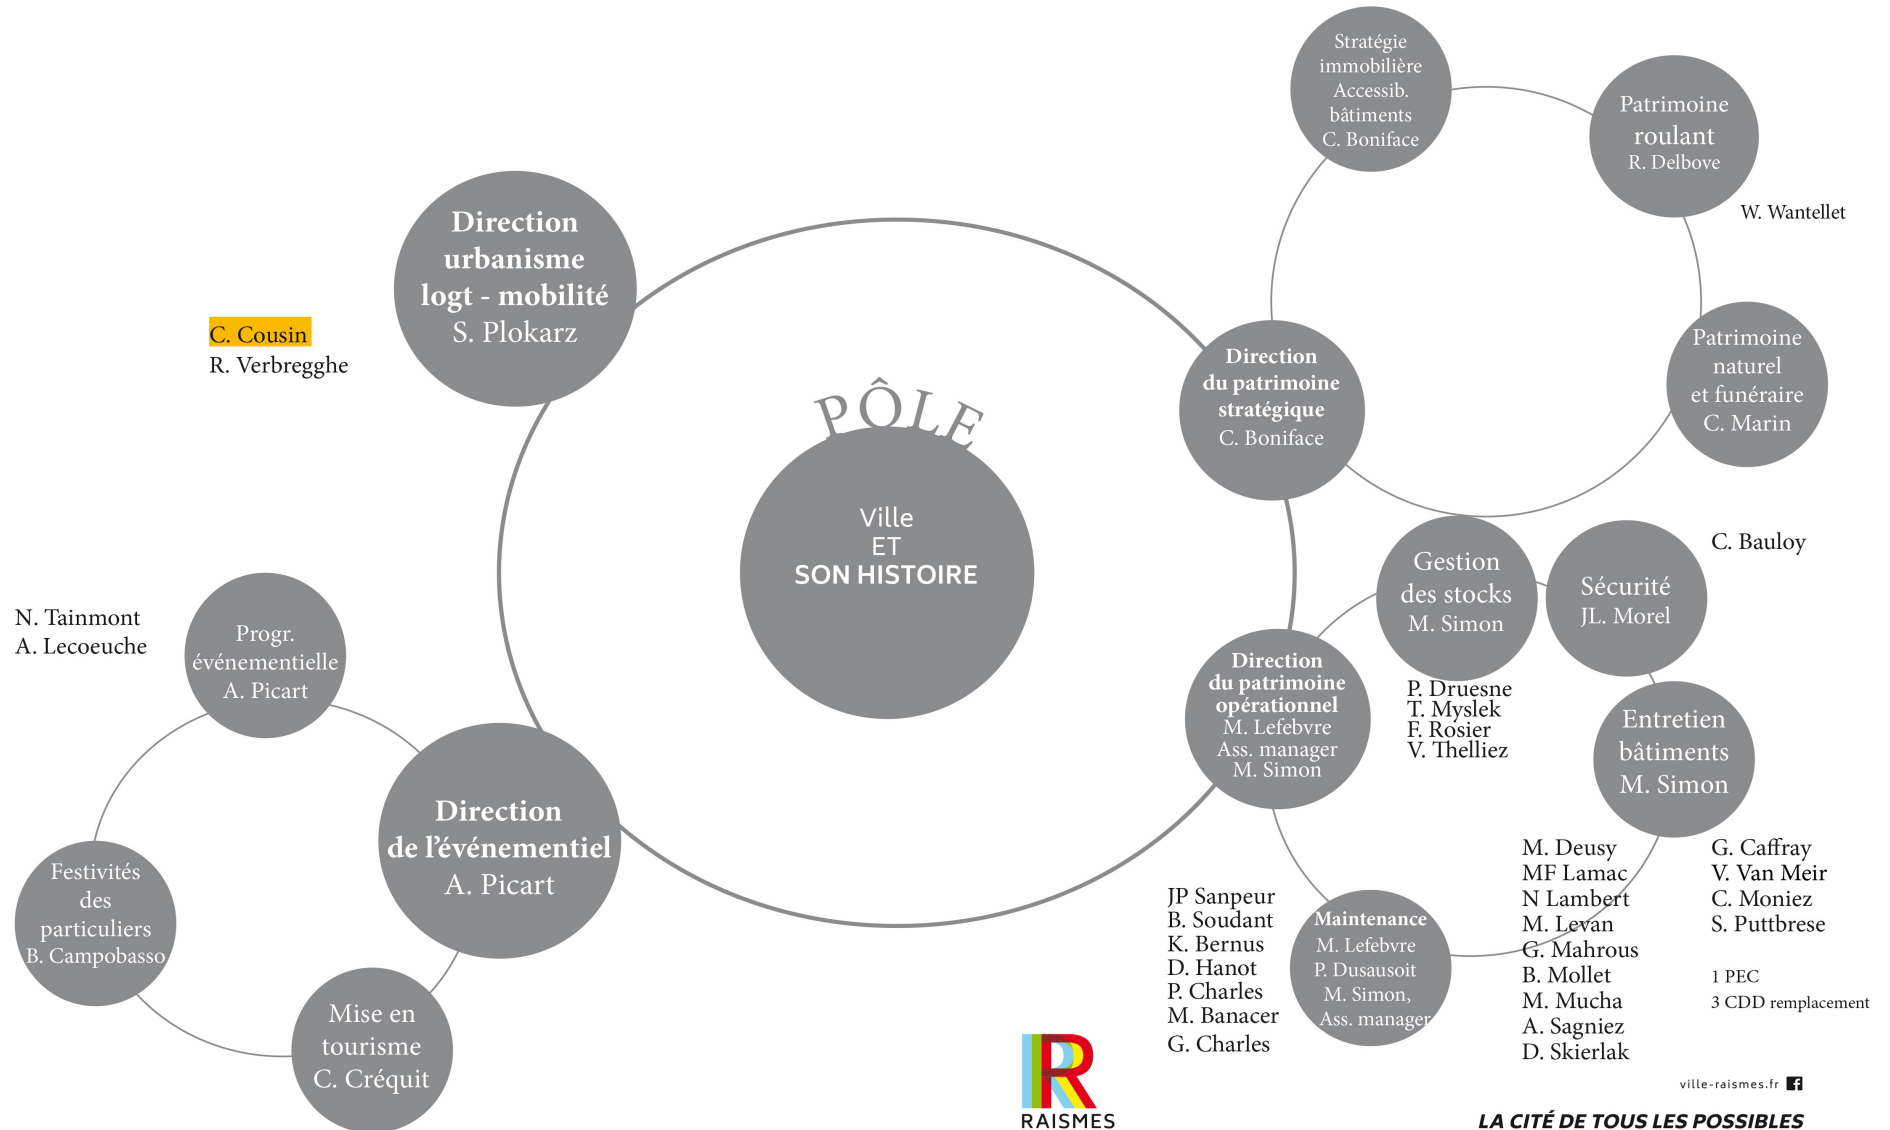 PÔLE
Ville
ET
SON HISTOIRE
Direction
urbanisme
logt - mobilité
S. Plokarz
C. Cousin
R. Verbregghe
Stratégie
immobilière
Accessib.
bâtiments
C. Boniface
Patrimoine
roulant
R. Delbove
W. Wantellet
Patrimoine
naturel
et funéraire
C. Marin
Direction
du patrimoine
stratégique
C. Boniface
C. Bauloy
Gestion
des stocks
M. Simon
Sécurité
JL. Morel
P. Druesne
T. Myslek
F. Rosier
V. Thelliez
Direction
du patrimoine
opérationnel
M. Lefebvre
Ass. manager
M. Simon
Entretien
bâtiments
M. Simon
M. Deusy
MF Lamac
N Lambert
M. Levan
G. Mahrous
B. Mollet
M. Mucha
A. Sagniez
D. Skierlak
G. Caffray
V. Van Meir
C. Moniez
S. Puttbrese
1 PEC
3 CDD remplacement
Maintenance
M. Lefebvre
P. Dusausoit
M. Simon,
Ass. manager
JP Sanpeur
B. Soudant
K. Bernus
D. Hanot
P. Charles
M. Banacer
G. Charles
N. Tainmont
A. Lecoeuche
Progr.
événementielle
A. Picart
Direction
de l’événementiel
A. Picart
Festivités
des
particuliers
B. Campobasso
Mise en
tourisme
C. Créquit
R
RAISMES
ville-raismes.fr f
LA CITÉ DE TOUS LES POSSIBLES